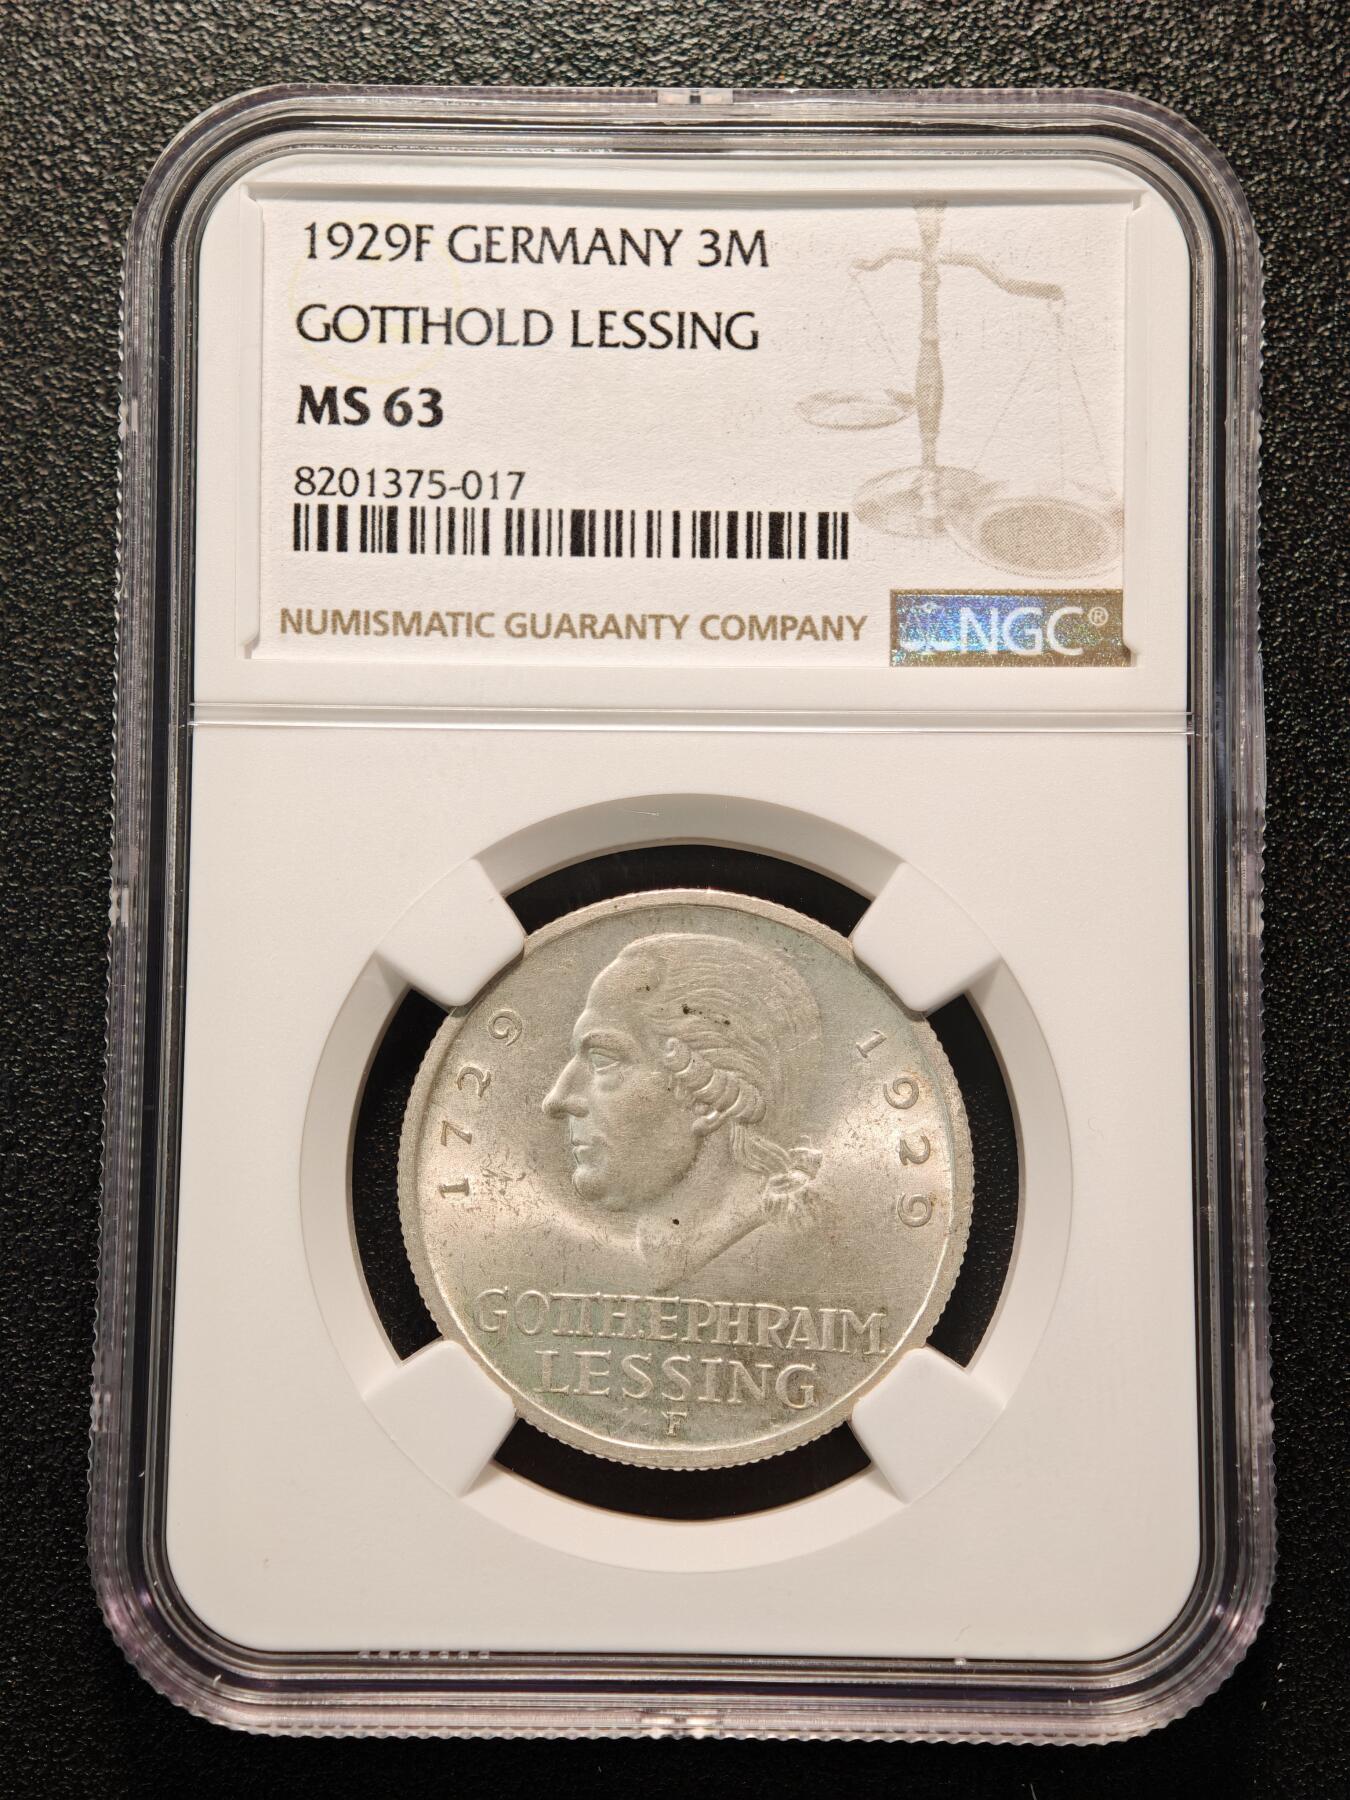 1929F GERMANY 3M
GOTTHOLD LESSING
MS 63
8201375-017
NUMISMATIC GUARANTY COMPANY
NGC®
1729
1929
GOTTH.EPHRAIM
LESSING
F